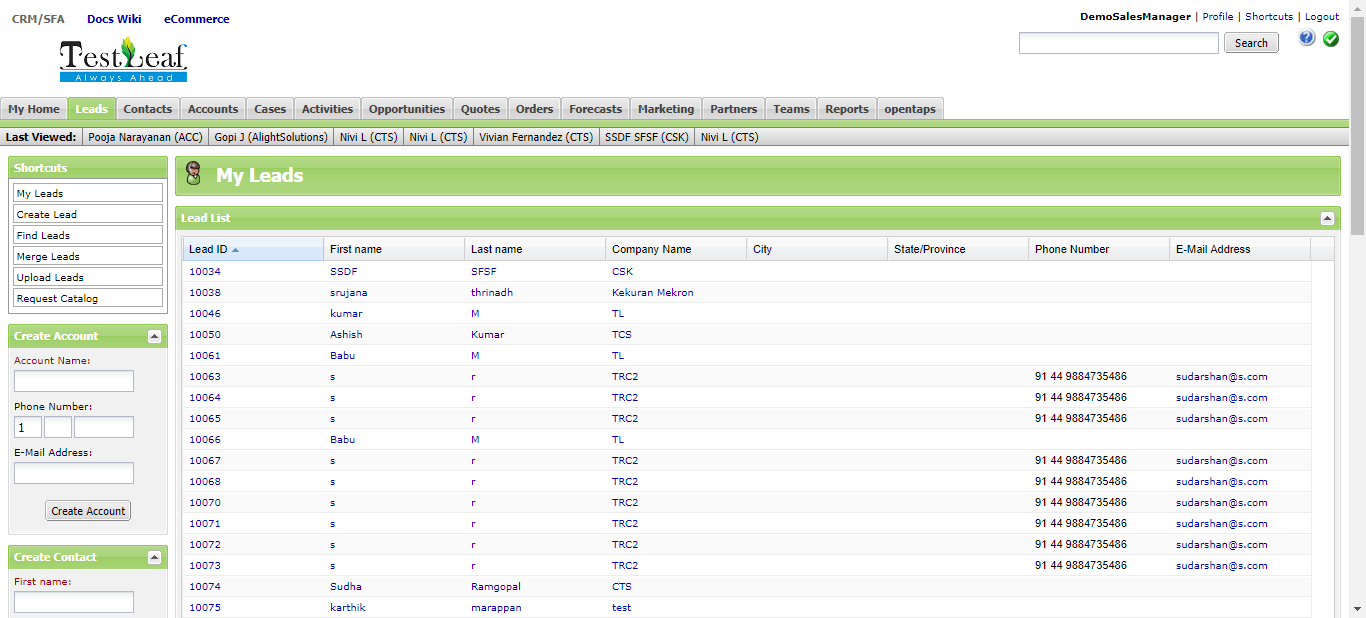 CRM/SFA Docs Wiki eCommerce
DemoSalesManager | Profile | Shortcuts | Logout
Search
TestLeaf
Always Ahead
My Home Leads Contacts Accounts Cases Activities Opportunities Quotes Orders Forecasts Marketing Partners Teams Reports opentaps
Last Viewed: Pooja Narayanan (ACC) Gopi J (AlightSolutions) Nivi L (CTS) Nivi L (CTS) Vivian Fernandez (CTS) SSDF SFSF (CSK) Nivi L (CTS)
Shortcuts
My Leads
Create Lead
Find Leads
Merge Leads
Upload Leads
Request Catalog
Create Account
Account Name:
Phone Number:
1
E-Mail Address:
Create Account
Create Contact
First name:
My Leads
Lead List
Lead ID First name Last name Company Name City State/Province Phone Number E-Mail Address
10034 SSDF SFSF CSK
10038 srujana thrinadh Kekuran Mekron
10046 kumar M TL
10050 Ashish Kumar TCS
10061 Babu M TL
10063 s r TRC2 91 44 9884735486 sudarshan@s.com
10064 s r TRC2 91 44 9884735486 sudarshan@s.com
10065 s r TRC2 91 44 9884735486 sudarshan@s.com
10066 Babu M TL
10067 s r TRC2 91 44 9884735486 sudarshan@s.com
10068 s r TRC2 91 44 9884735486 sudarshan@s.com
10070 s r TRC2 91 44 9884735486 sudarshan@s.com
10071 s r TRC2 91 44 9884735486 sudarshan@s.com
10072 s r TRC2 91 44 9884735486 sudarshan@s.com
10073 s r TRC2 91 44 9884735486 sudarshan@s.com
10074 Sudha Ramgopal CTS
10075 karthik marappan test